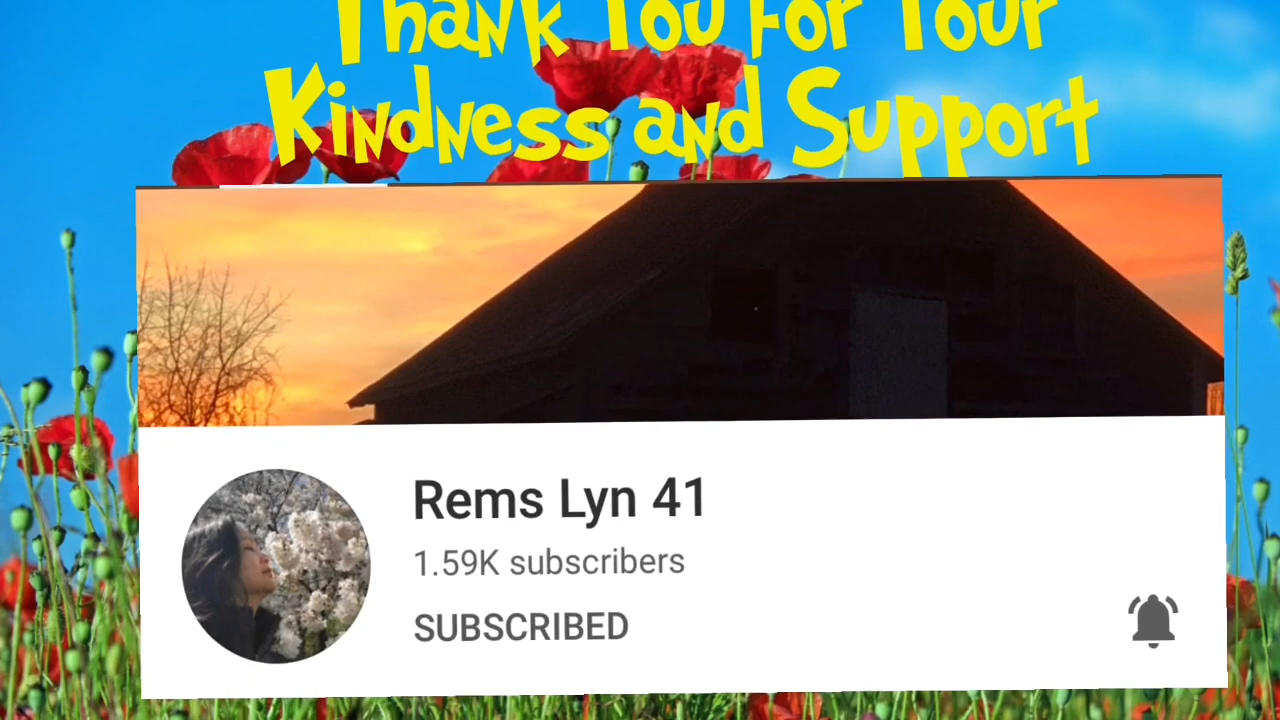 Thank You For Your
Kindness and Support
Rems Lyn 41
1.59K subscribers
SUBSCRIBED